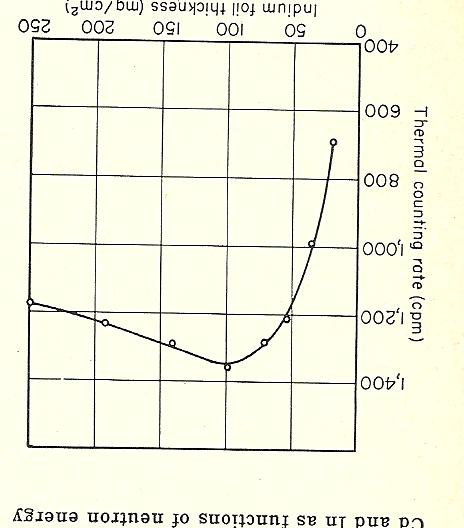 Cd and In as functions of neutron energy
1,400
1,200
1,000
800
600
400
Thermal counting rate (cpm)
0 50 100 150 200 250
Indium foil thickness (mg/cm²)